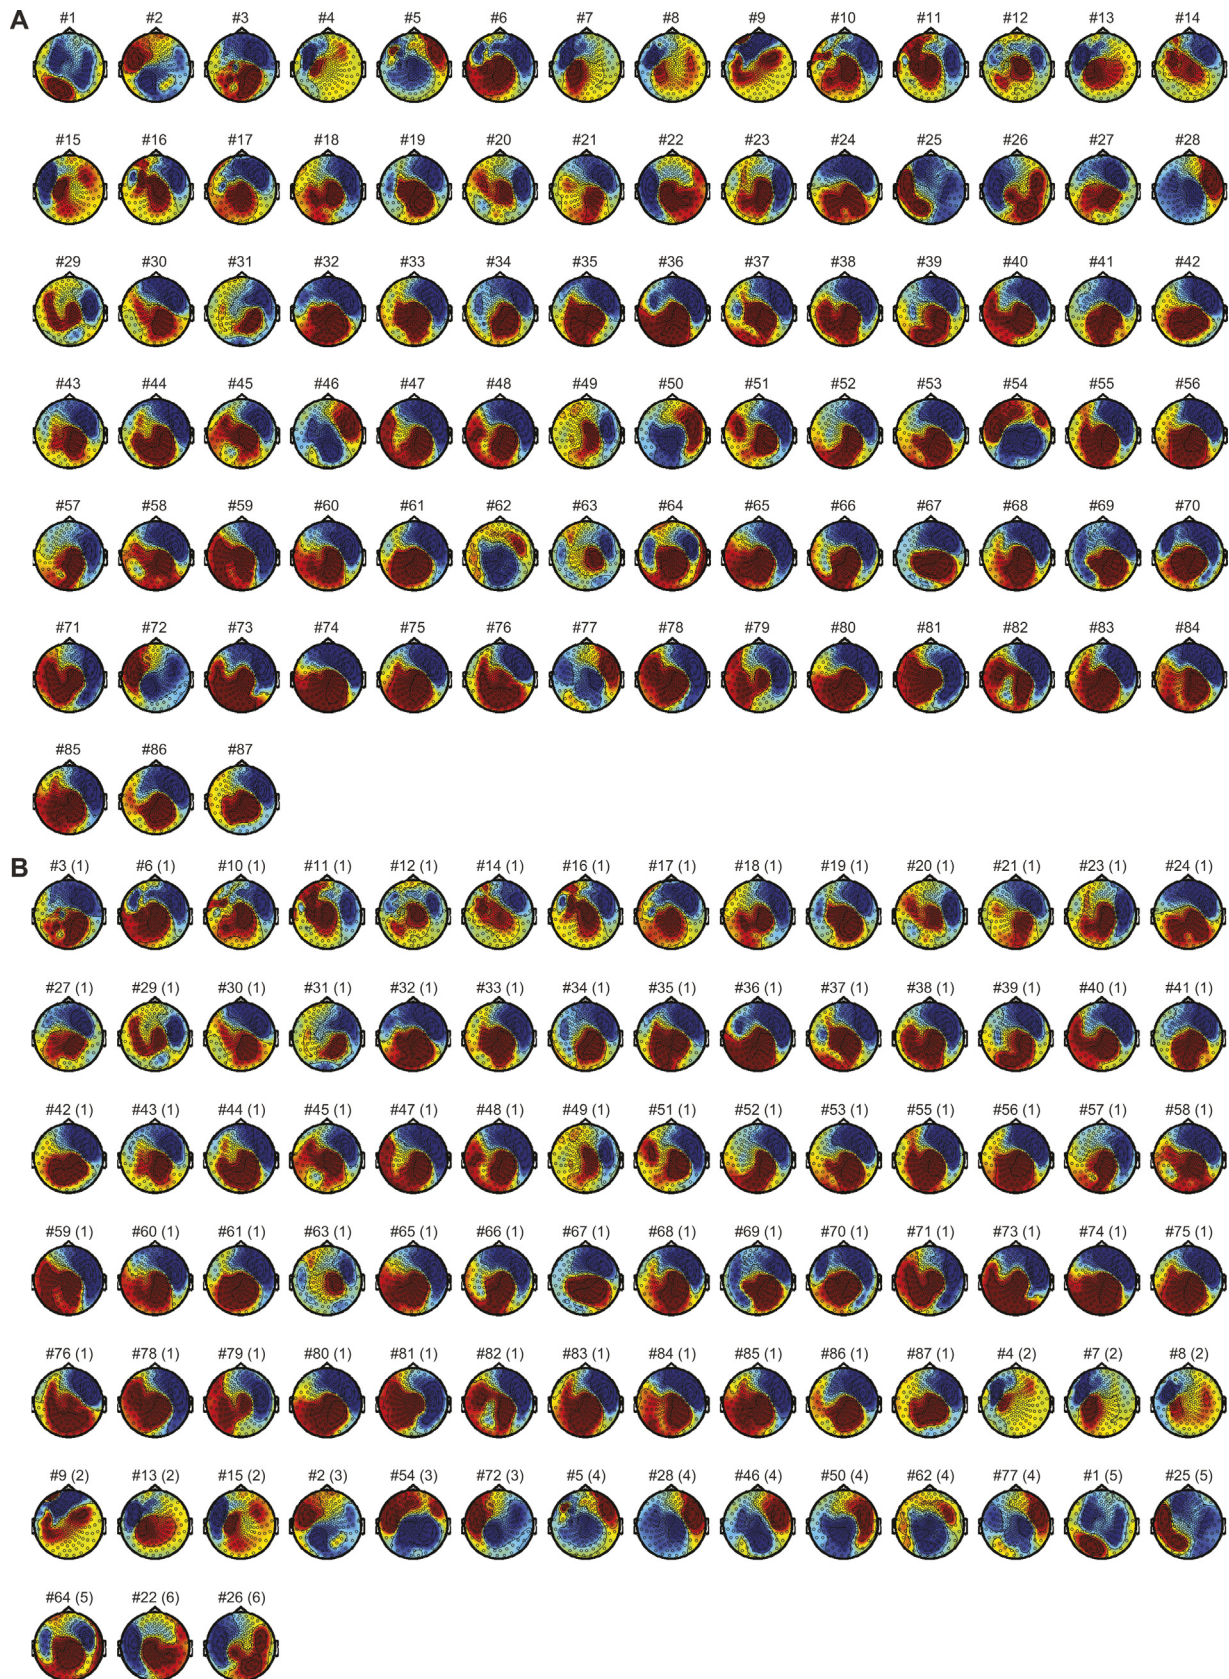 A
#1 #2 #3 #4 #5 #6 #7 #8 #9 #10 #11 #12 #13 #14
#15 #16 #17 #18 #19 #20 #21 #22 #23 #24 #25 #26 #27 #28
#29 #30 #31 #32 #33 #34 #35 #36 #37 #38 #39 #40 #41 #42
#43 #44 #45 #46 #47 #48 #49 #50 #51 #52 #53 #54 #55 #56
#57 #58 #59 #60 #61 #62 #63 #64 #65 #66 #67 #68 #69 #70
#71 #72 #73 #74 #75 #76 #77 #78 #79 #80 #81 #82 #83 #84
#85 #86 #87
B
#3 (1) #6 (1) #10 (1) #11 (1) #12 (1) #14 (1) #16 (1) #17 (1) #18 (1) #19 (1) #20 (1) #21 (1) #23 (1) #24 (1)
#27 (1) #29 (1) #30 (1) #31 (1) #32 (1) #33 (1) #34 (1) #35 (1) #36 (1) #37 (1) #38 (1) #39 (1) #40 (1) #41 (1)
#42 (1) #43 (1) #44 (1) #45 (1) #47 (1) #48 (1) #49 (1) #51 (1) #52 (1) #53 (1) #55 (1) #56 (1) #57 (1) #58 (1)
#59 (1) #60 (1) #61 (1) #63 (1) #65 (1) #66 (1) #67 (1) #68 (1) #69 (1) #70 (1) #71 (1) #73 (1) #74 (1) #75 (1)
#76 (1) #78 (1) #79 (1) #80 (1) #81 (1) #82 (1) #83 (1) #84 (1) #85 (1) #86 (1) #87 (1) #4 (2) #7 (2) #8 (2)
#9 (2) #13 (2) #15 (2) #2 (3) #54 (3) #72 (3) #5 (4) #28 (4) #46 (4) #50 (4) #62 (4) #77 (4) #1 (5) #25 (5)
#64 (5) #22 (6) #26 (6)